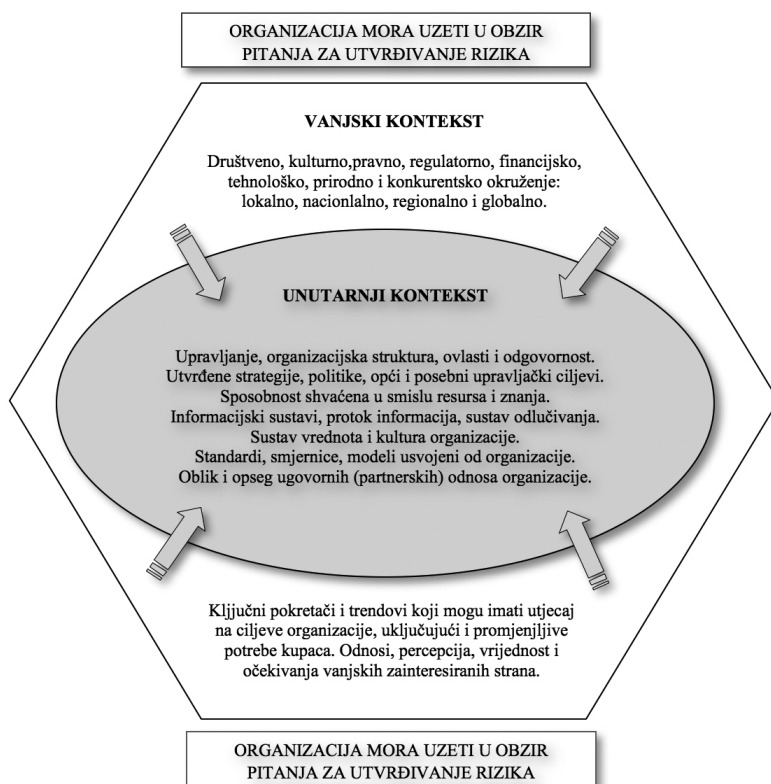 ORGANIZACIJA MORA UZETI U OBZIR
PITANJA ZA UTVRĐIVANJE RIZIKA
VANJSKI KONTEKST
Društveno, kulturno,pravno, regulatorno, financijsko,
tehnološko, prirodno i konkurentsko okruženje:
lokalno, nacionlalno, regionalno i globalno.
UNUTARNJI KONTEKST
Upravljanje, organizacijska struktura, ovlasti i odgovornost.
Utvrđene strategije, politike, opći i posebni upravljački ciljevi.
Sposobnost shvaćena u smislu resursa i znanja.
Informacijski sustavi, protok informacija, sustav odlučivanja.
Sustav vrednota i kultura organizacije.
Standardi, smjernice, modeli usvojeni od organizacije.
Oblik i opseg ugovornih (partnerskih) odnosa organizacije.
Kljjučni pokretači i trendovi koji mogu imati utjecaj
na ciljeve organizacije, uključujući i promjenjljive
potrebe kupaca. Odnosi, percepcija, vrijednost i
očekivanja vanjskih zainteresiranih strana.
ORGANIZACIJA MORA UZETI U OBZIR
PITANJA ZA UTVRĐIVANJE RIZIKA